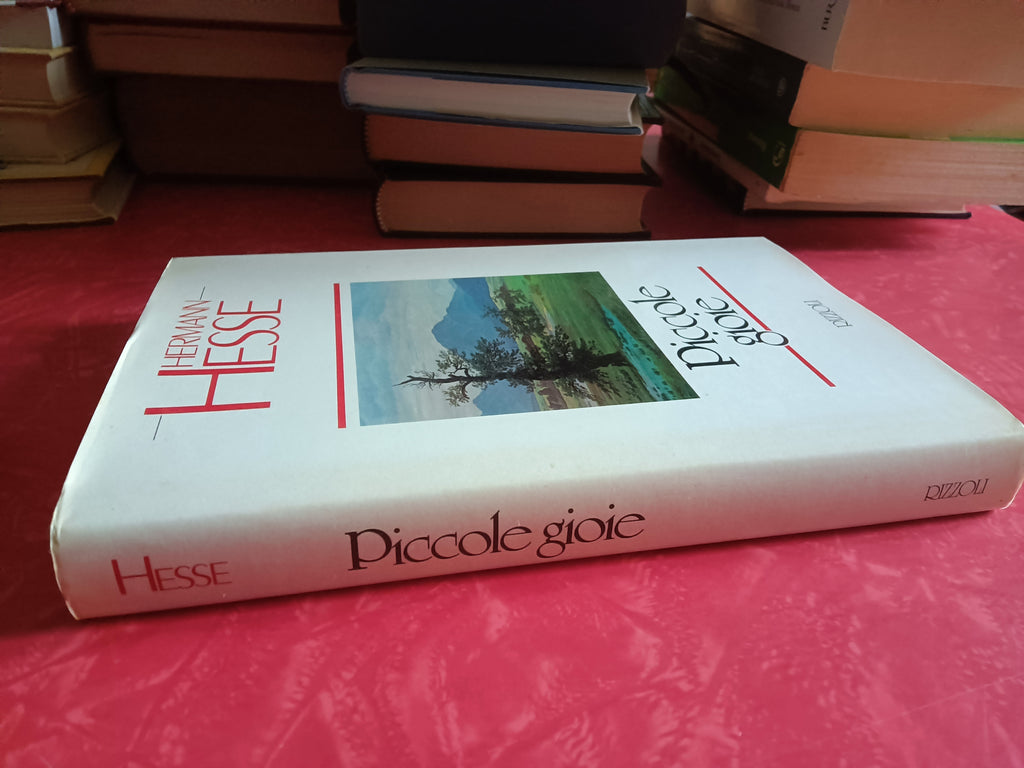 HERMANN
HESSE
Piccole
gioie
RIZZOLI
HESSE
Piccole gioie
RIZZOLI